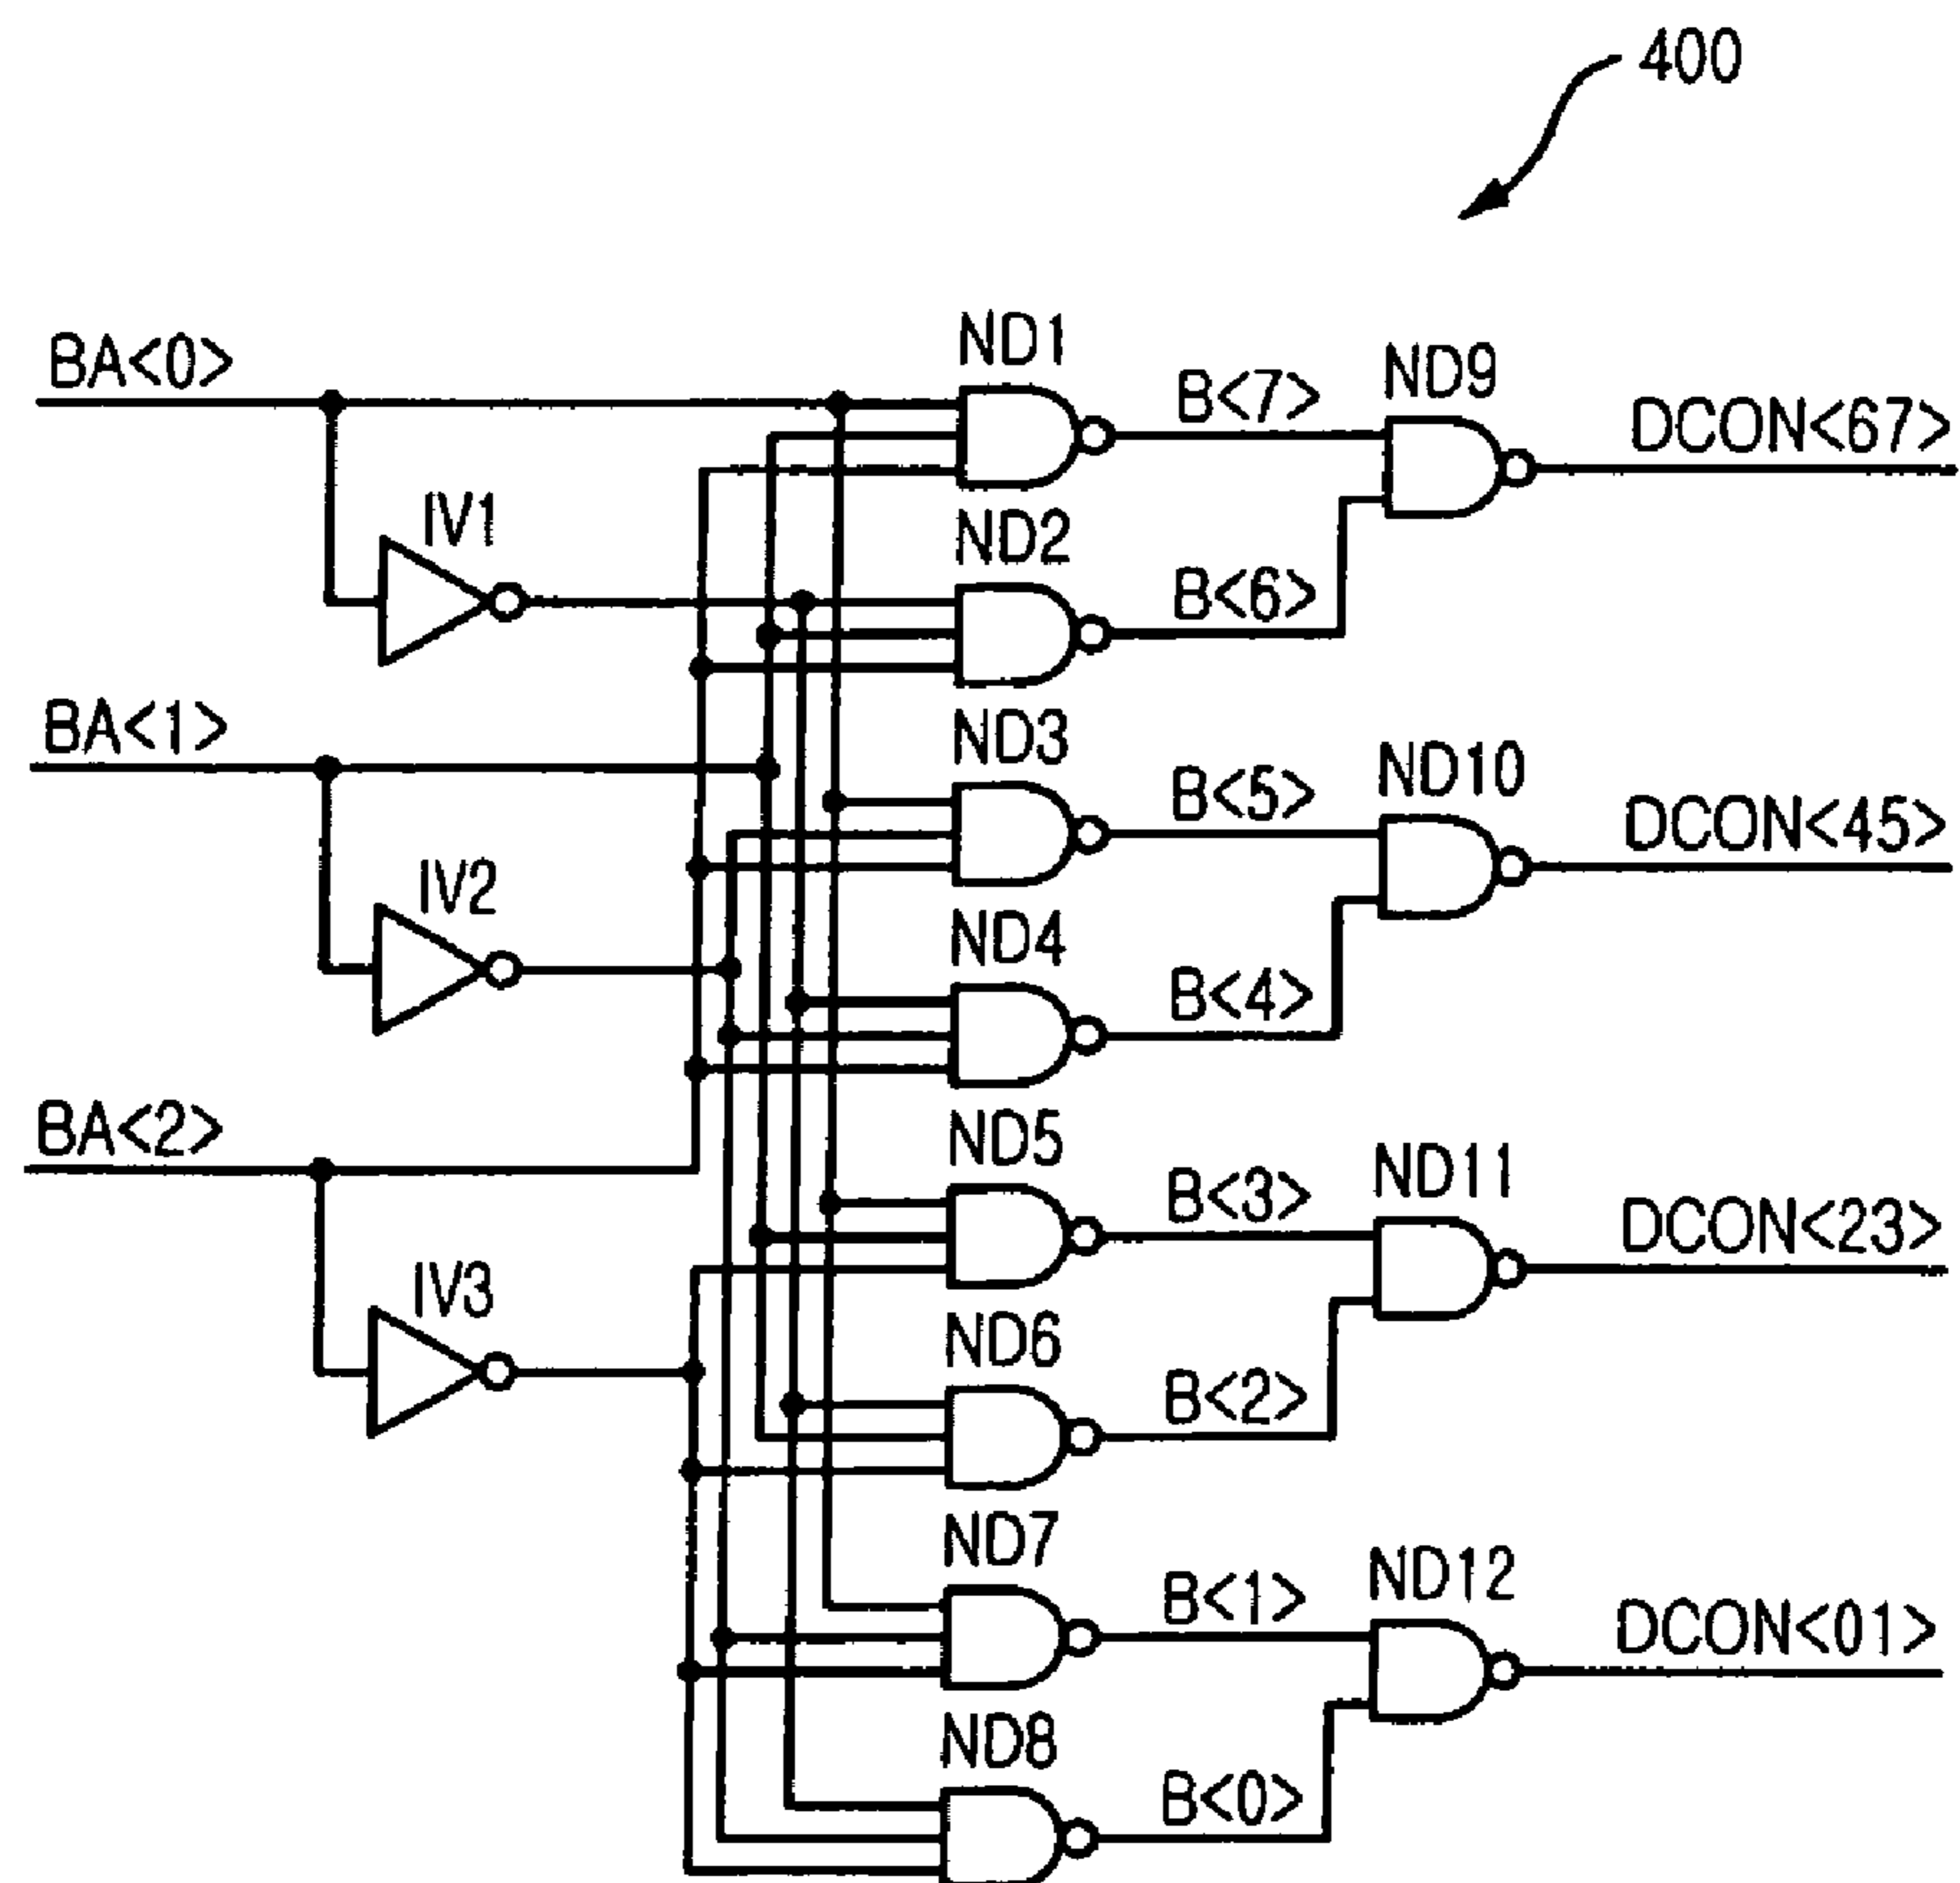 400
ND1
BA<0>
B<7>
ND9
DCON<67>
IV1
ND2
B<6>
BA<1>
ND3
B<5>
ND10
DCON<45>
IV2
ND4
B<4>
BA<2>
ND5
B<3>
ND11
DCON<23>
IV3
ND6
B<2>
ND7
B<1>
ND12
DCON<01>
ND8
B<0>